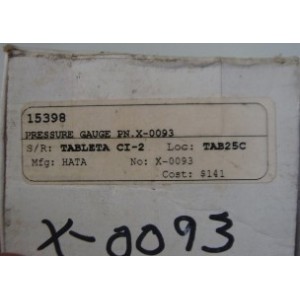 15398
PRESSURE GAUGE PN.X-0093
S/R: TABLETA CI-2 Loc: TAB25C
Mfg: HATA No: X-0093
Cost: $141
X-0093